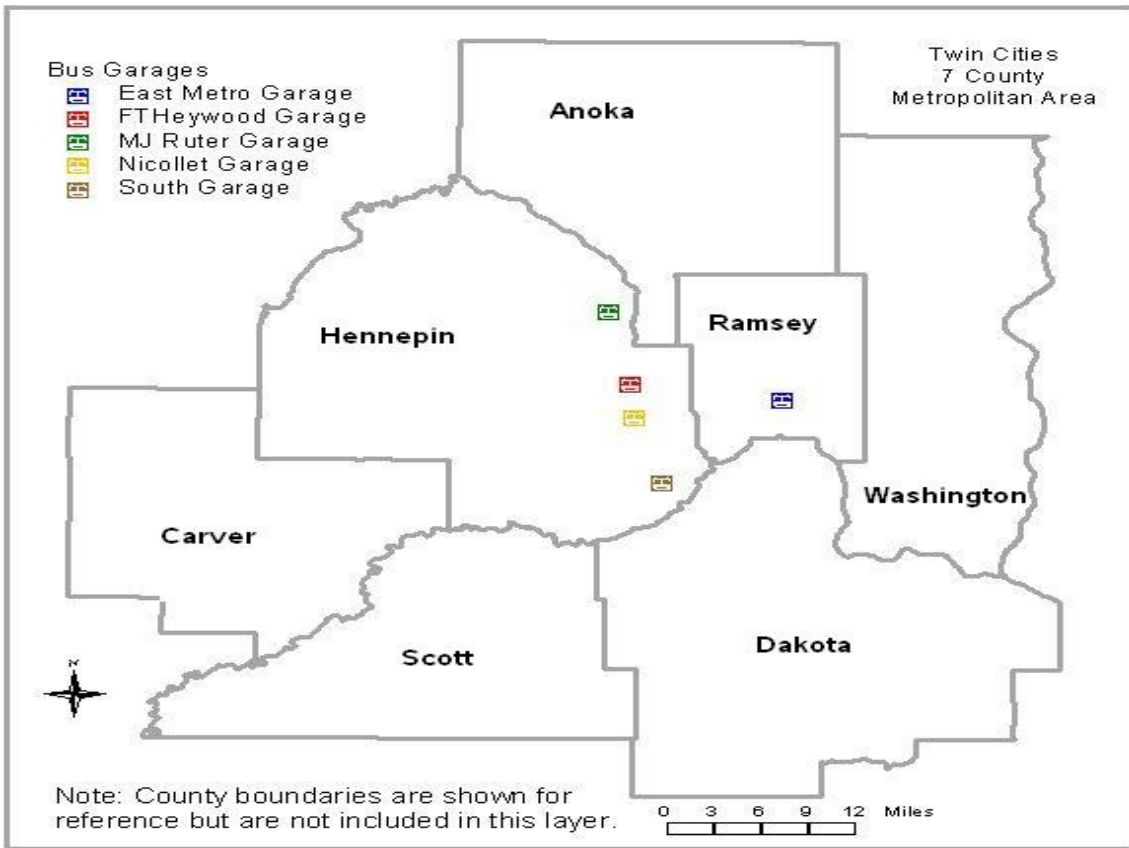 Twin Cities
7 County
Metropolitan Area
Bus Garages
East Metro Garage
FTHeywood Garage
MJ Ruter Garage
Nicollet Garage
South Garage
Anoka
Hennepin
Ramsey
Washington
Carver
Scott
Dakota
N
Note: County boundaries are shown for
reference but are not included in this layer.
0 3 6 9 12 Miles